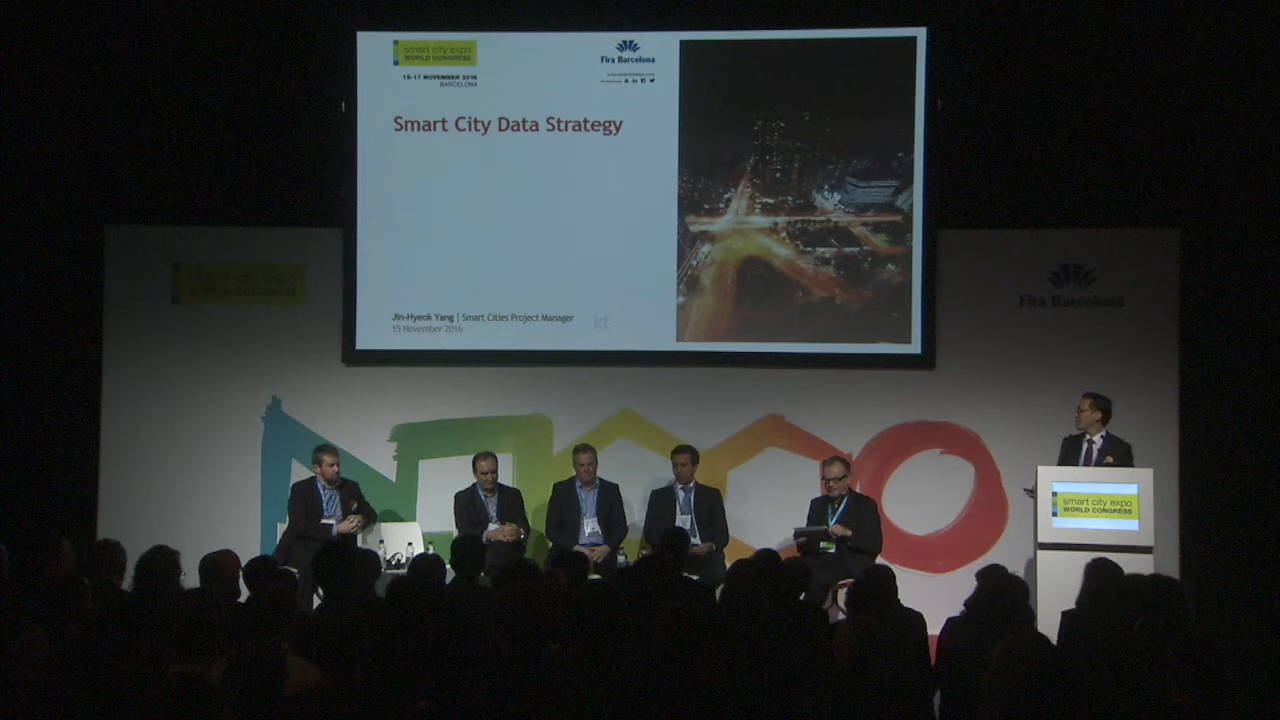 smart city expo
WORLD CONGRESS
15-17 NOVEMBER 2016
BARCELONA
Fira Barcelona
Smart City Data Strategy
Jin-Hyeok Yang | Smart Cities Project Manager
15 November 2016
kt
Fira Barcelona
smart city expo
WORLD CONGRESS